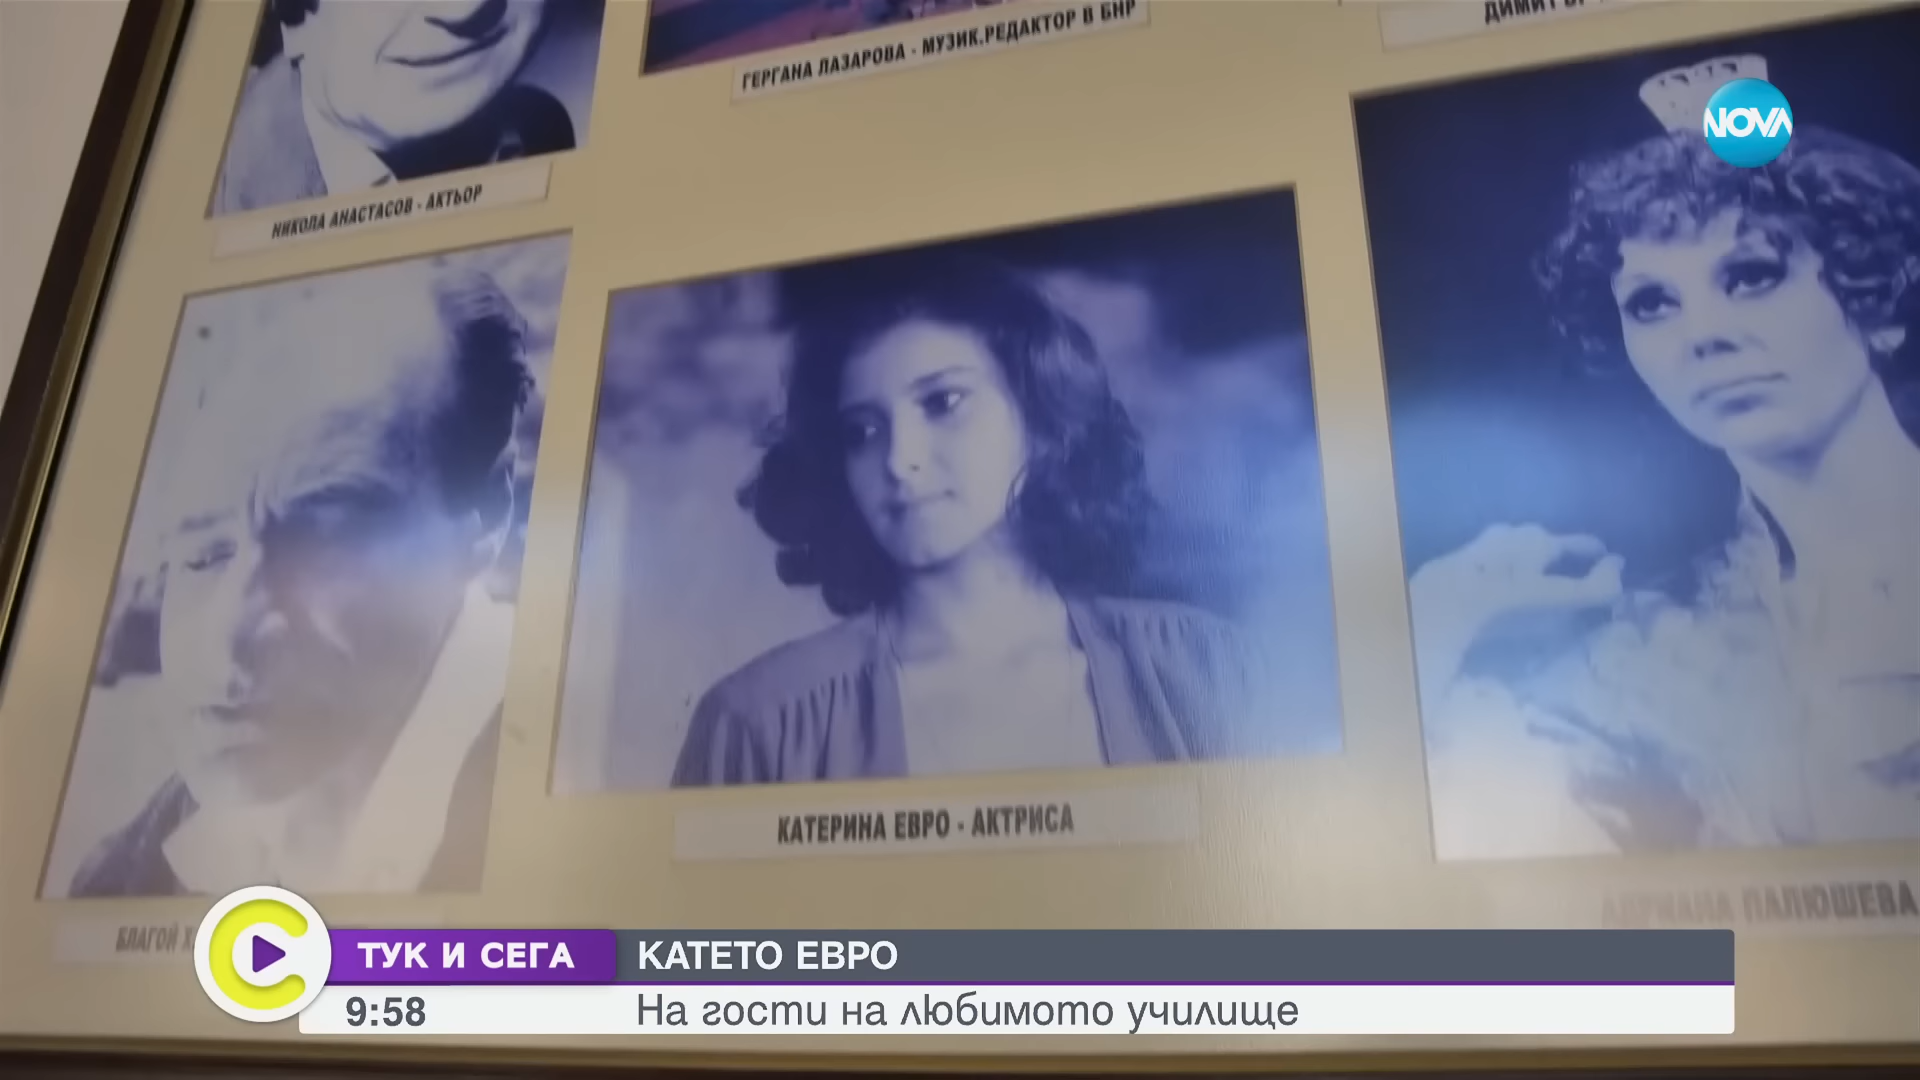 ГЕРГАНА ЛАЗАРОВА - МУЗИК.РЕДАКТОР В БНР
NOVA
НИКОЛА АНАСТАСОВ - АКТЬОР
КАТЕРИНА ЕВРО - АКТРИСА
ПАЛЮШЕВА
БЛАГОЙ
ТУК И СЕГА
КАТЕТО ЕВРО
9:58
На гости на любимото училище